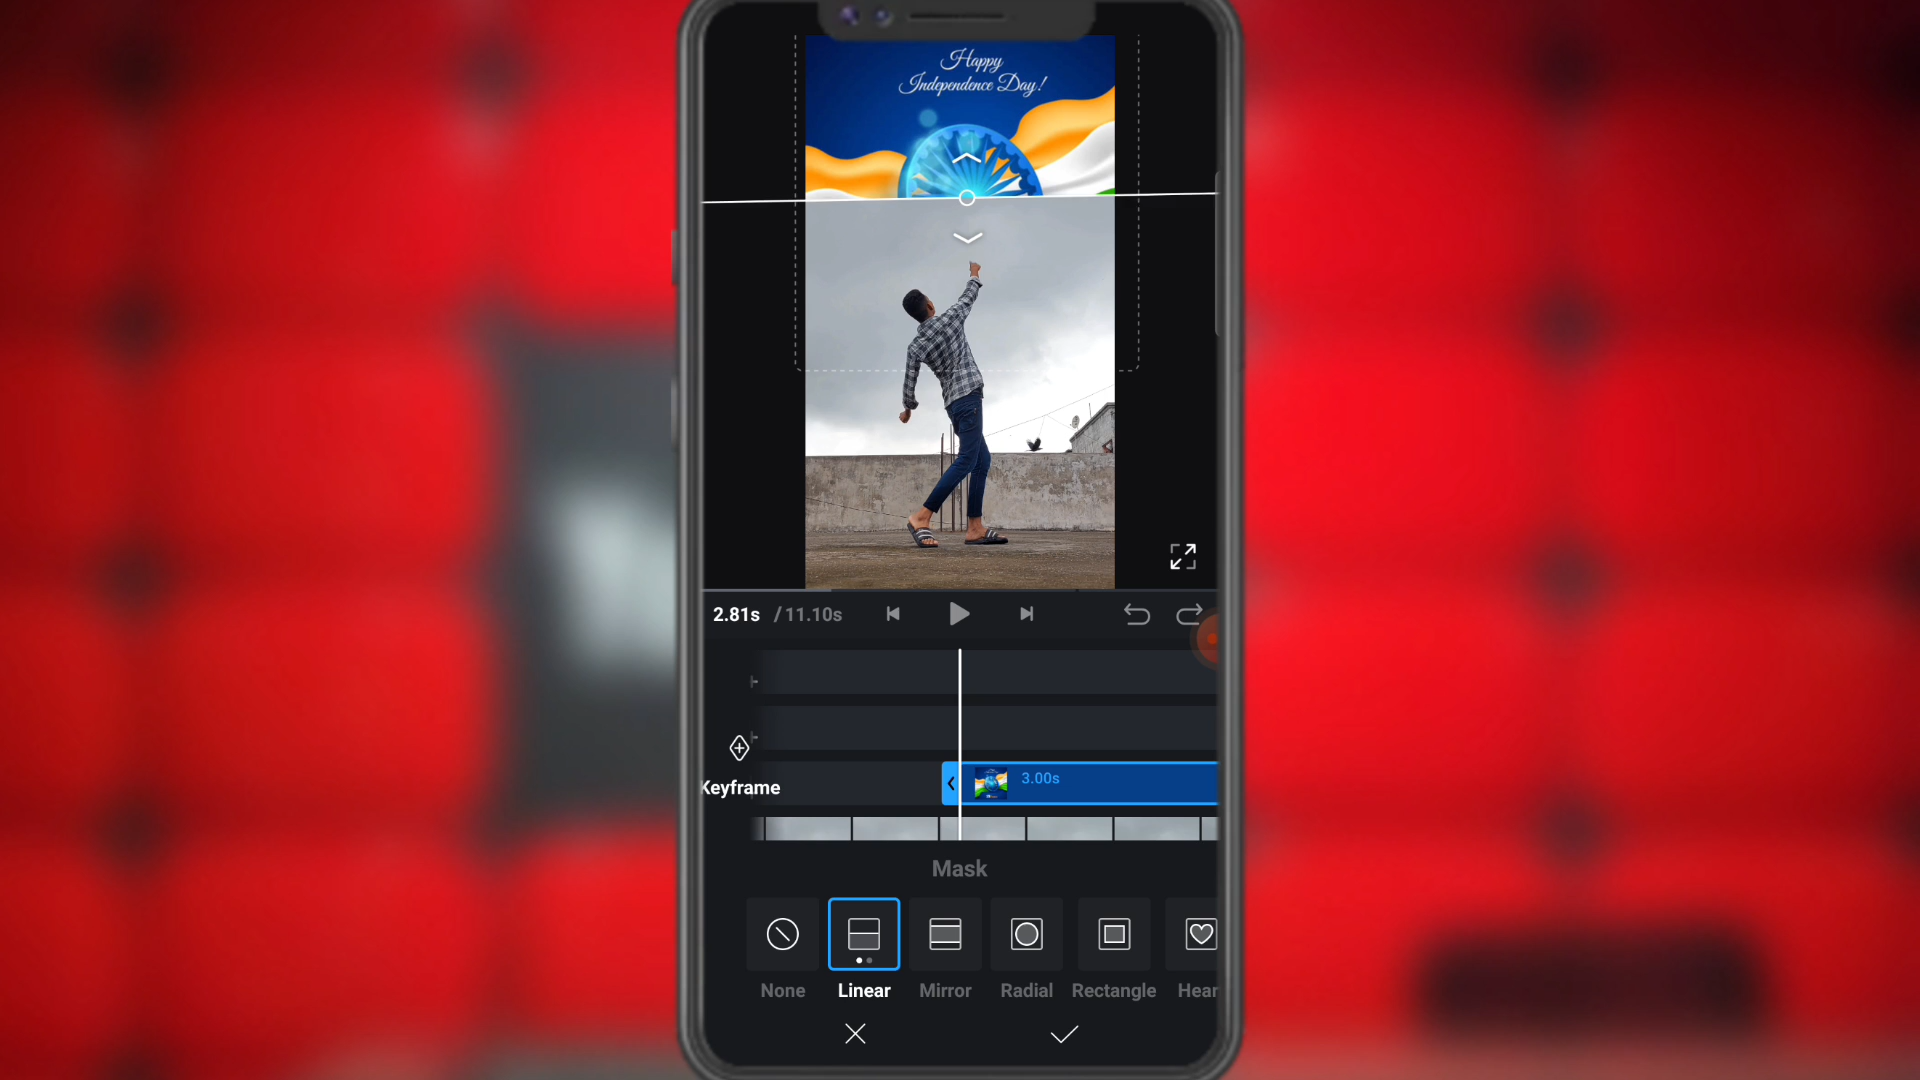 Happy
Independence Day!
2.81s / 11.10s
3.00s
Keyframe
Mask
None Linear Mirror Radial Rectangle Hear